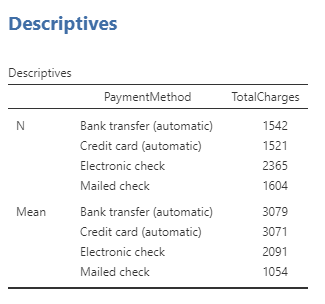 Descriptives
Descriptives
PaymentMethod TotalCharges
N Bank transfer (automatic) 1542
Credit card (automatic) 1521
Electronic check 2365
Mailed check 1604
Mean Bank transfer (automatic) 3079
Credit card (automatic) 3071
Electronic check 2091
Mailed check 1054